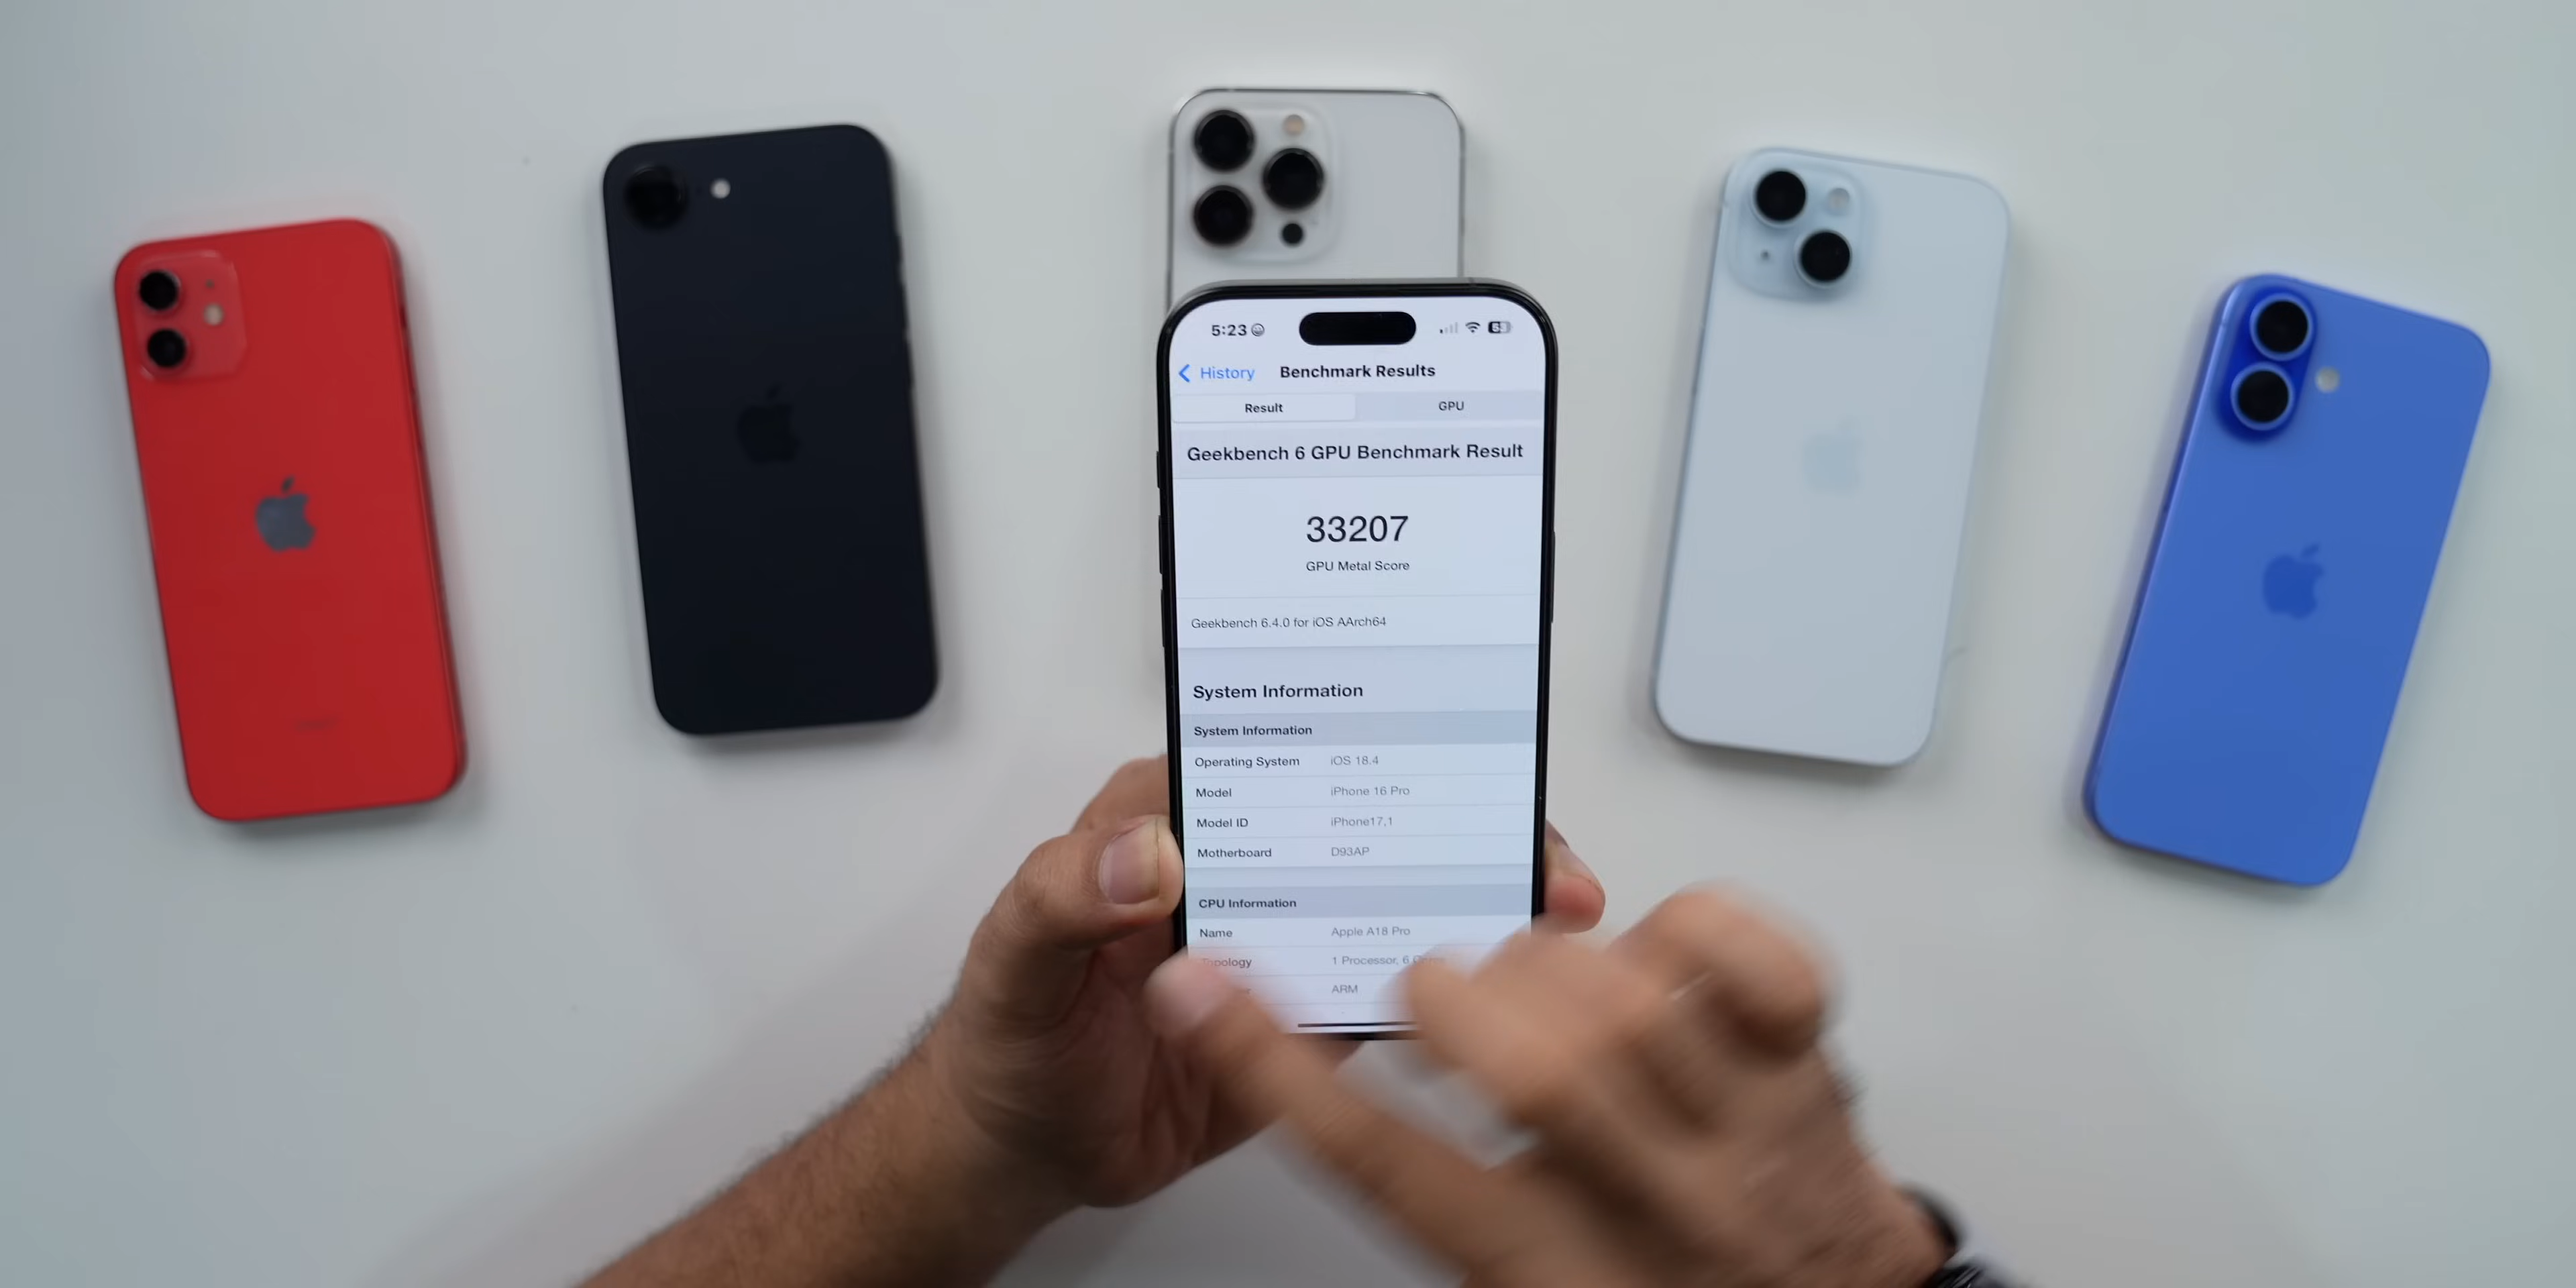 5:23
History Benchmark Results
Result GPU
Geekbench 6 GPU Benchmark Result
33207
GPU Metal Score
Geekbench 6.4.0 for iOS AArch64
System Information
System Information
Operating System iOS 18.4
Model iPhone 16 Pro
Model ID iPhone17,1
Motherboard D93AP
CPU Information
Name Apple A18 Pro
Topology 1 Processor, 6
ARM